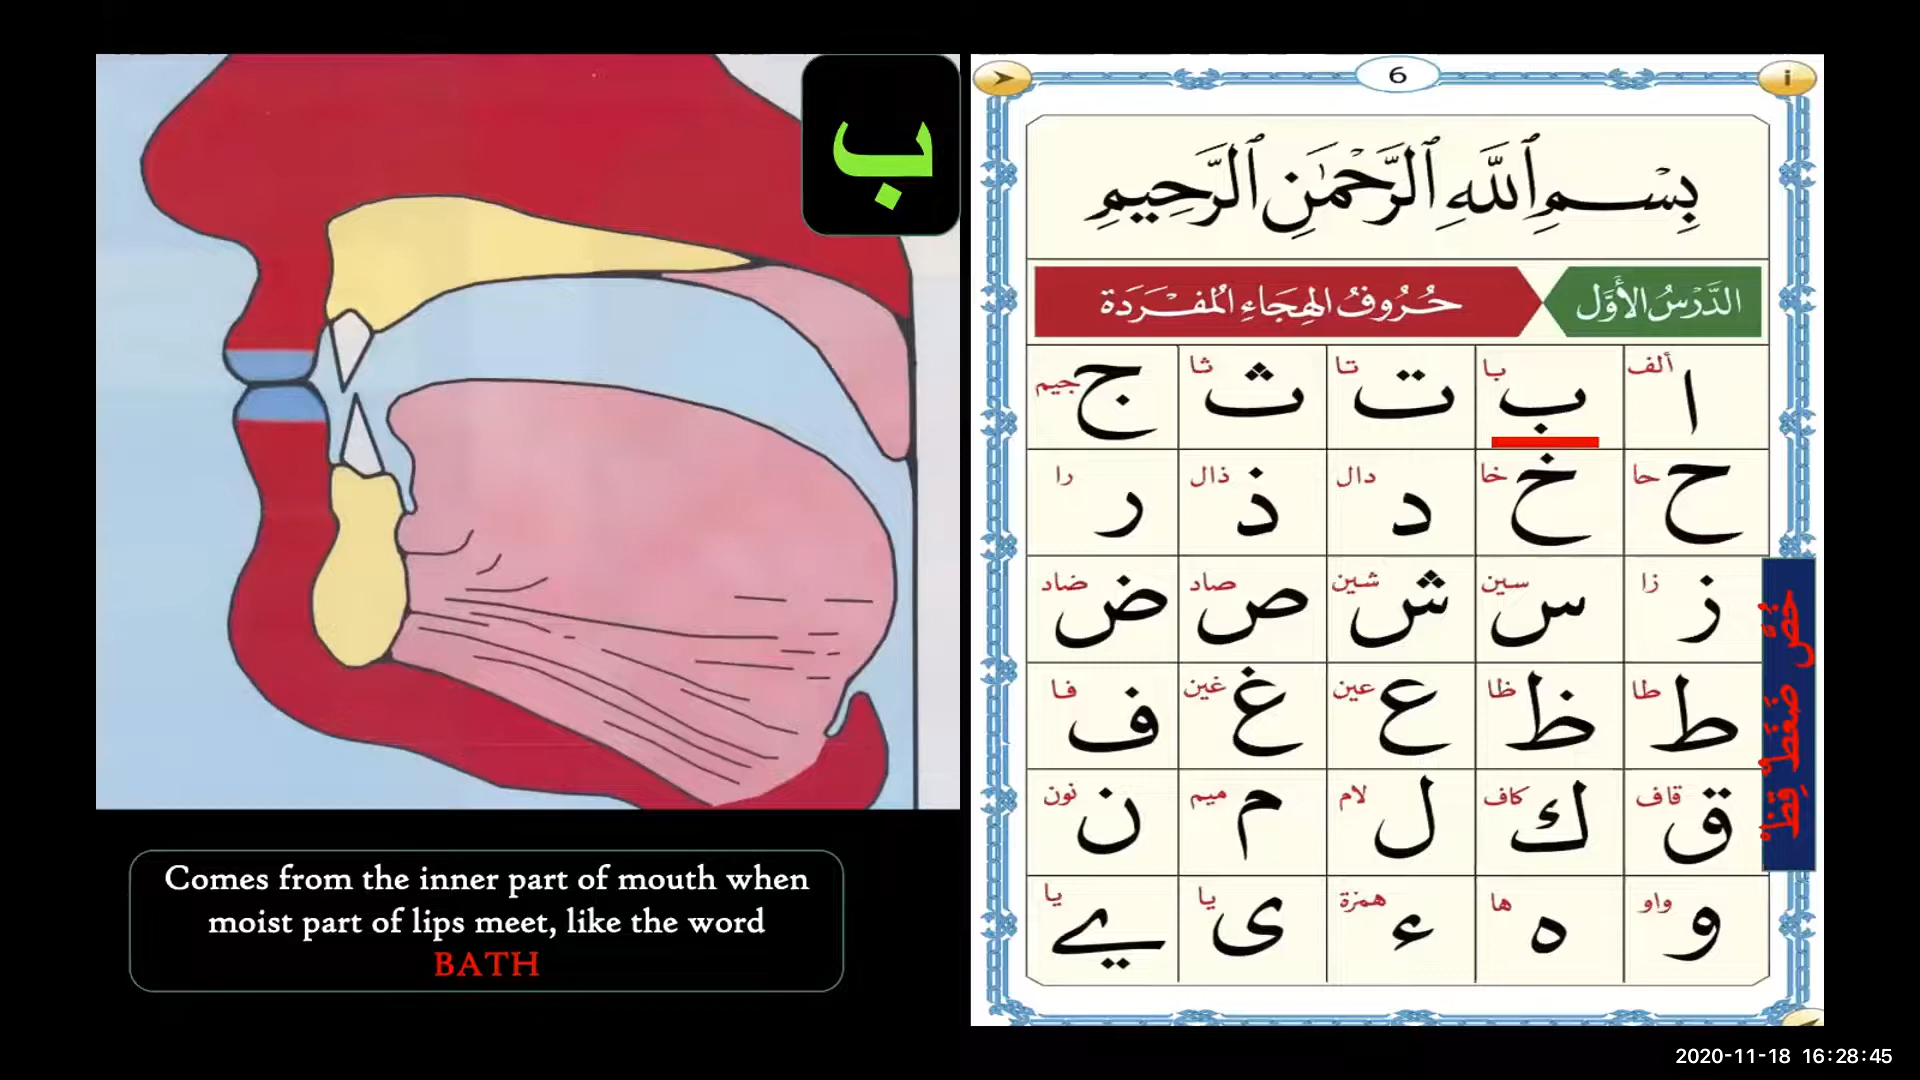 ب
Comes from the inner part of mouth when
moist part of lips meet, like the word
BATH
6
i
بِسْمِ ٱللَّهِ ٱلرَّحْمَٰنِ ٱلرَّحِيمِ
الدَّرْسُ الأَوَّل
حُرُوفُ الهِجَاءِ المُفْرَدَة
ا ألف ب با ت تا ث ثا ج جيم
ح حا خ خا د دال ذ ذال ر را
ز زا س سين ش شين ص صاد ض ضاد
ط طا ظ ظا ع عين غ غين ف فا
ق قاف ك كاف ل لام م ميم ن نون
و واو ه ها ء همزة ى يا ے يا
خُصَّ ضَغْطٍ قِظْ
2020-11-18 16:28:45